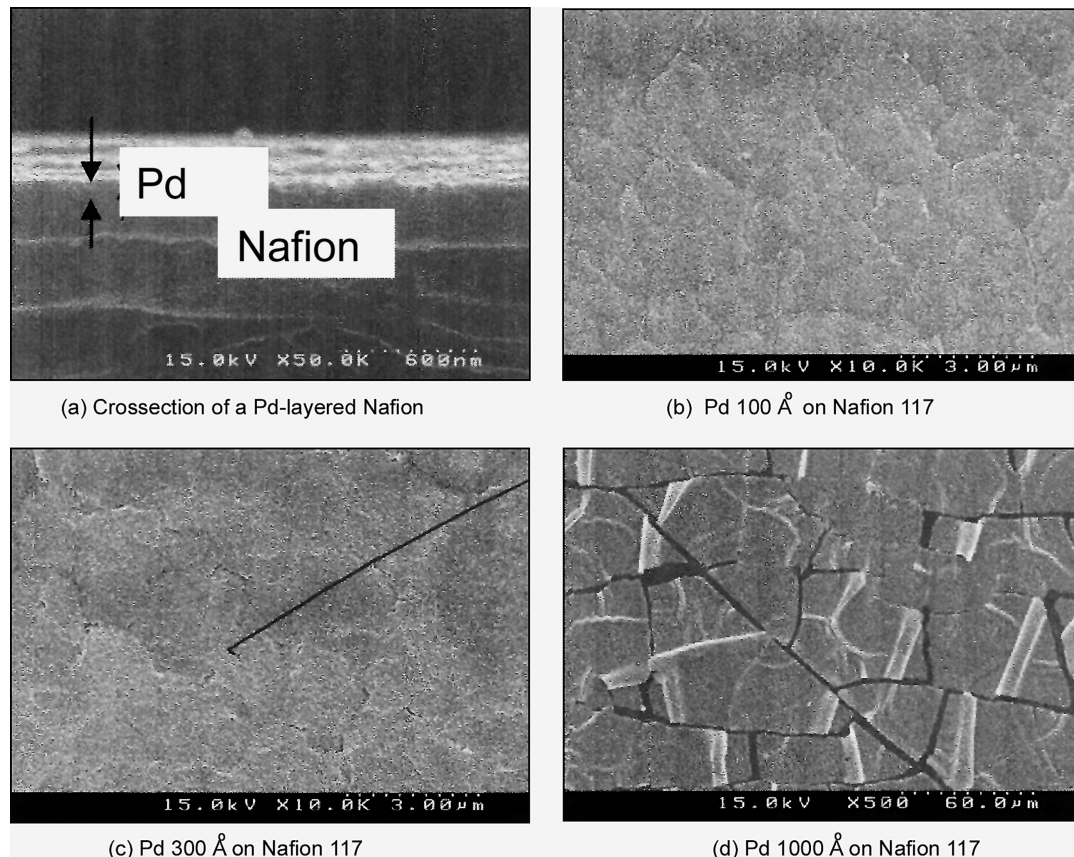 Pd
Nafion
15.0kV X50.0K 600nm
(a) Crossection of a Pd-layered Nafion
15.0kV X10.0K 3.00µm
(b) Pd 100 Å on Nafion 117
15.0kV X10.0K 3.00µm
(c) Pd 300 Å on Nafion 117
15.0kV X500 60.0µm
(d) Pd 1000 Å on Nafion 117